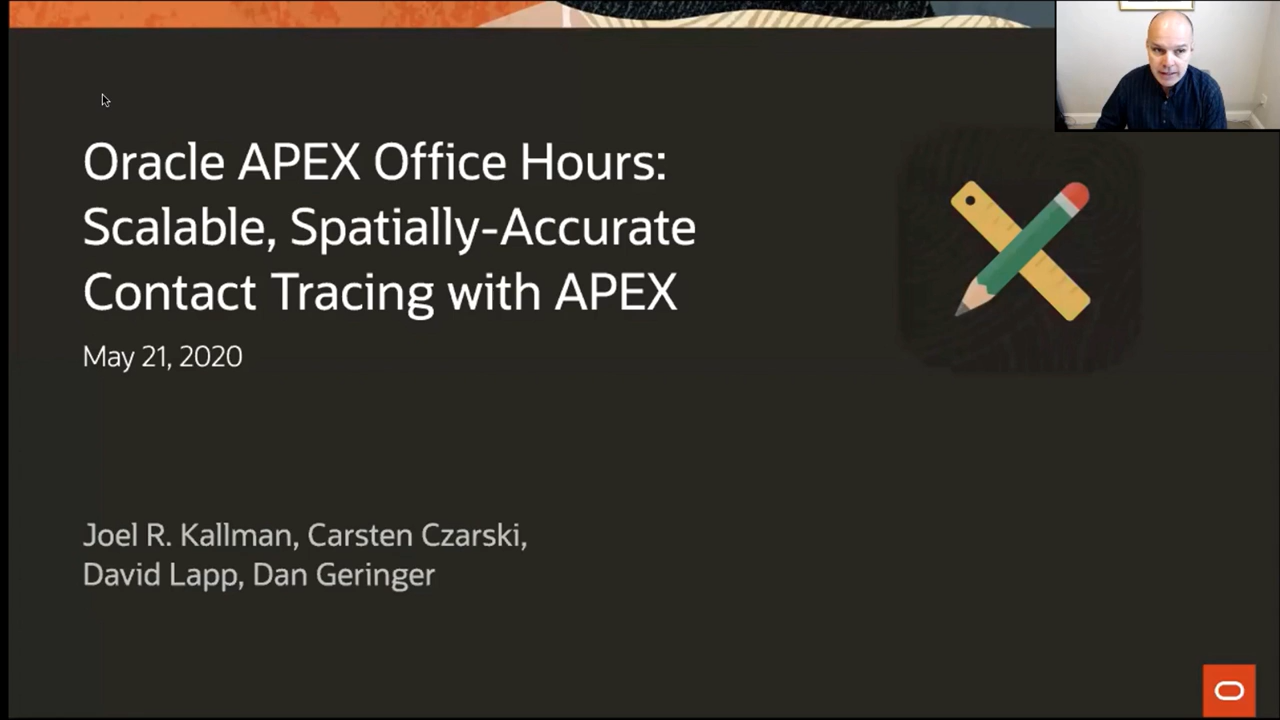 Oracle APEX Office Hours:
Scalable, Spatially-Accurate
Contact Tracing with APEX
May 21, 2020
Joel R. Kallman, Carsten Czarski,
David Lapp, Dan Geringer